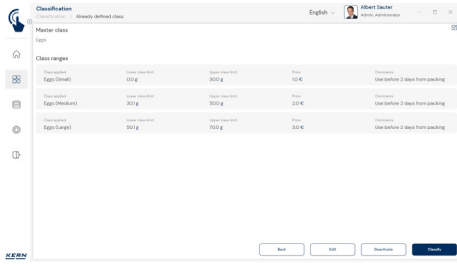 Classification
Classification > Already defined class
English
Albert Sauter
Admin, Administrator
Master class
Eggs
Class ranges
Class applied Lower class limit Upper class limit Price Comments
Eggs (Small) 0.0 g 30.0 g 1.0 € Use before 2 days from packing
Class applied Lower class limit Upper class limit Price Comments
Eggs (Medium) 30.1 g 50.0 g 2.0 € Use before 2 days from packing
Class applied Lower class limit Upper class limit Price Comments
Eggs (Large) 50.1 g 70.0 g 3.0 € Use before 2 days from packing
Back Edit Deactivate Classify
KERN